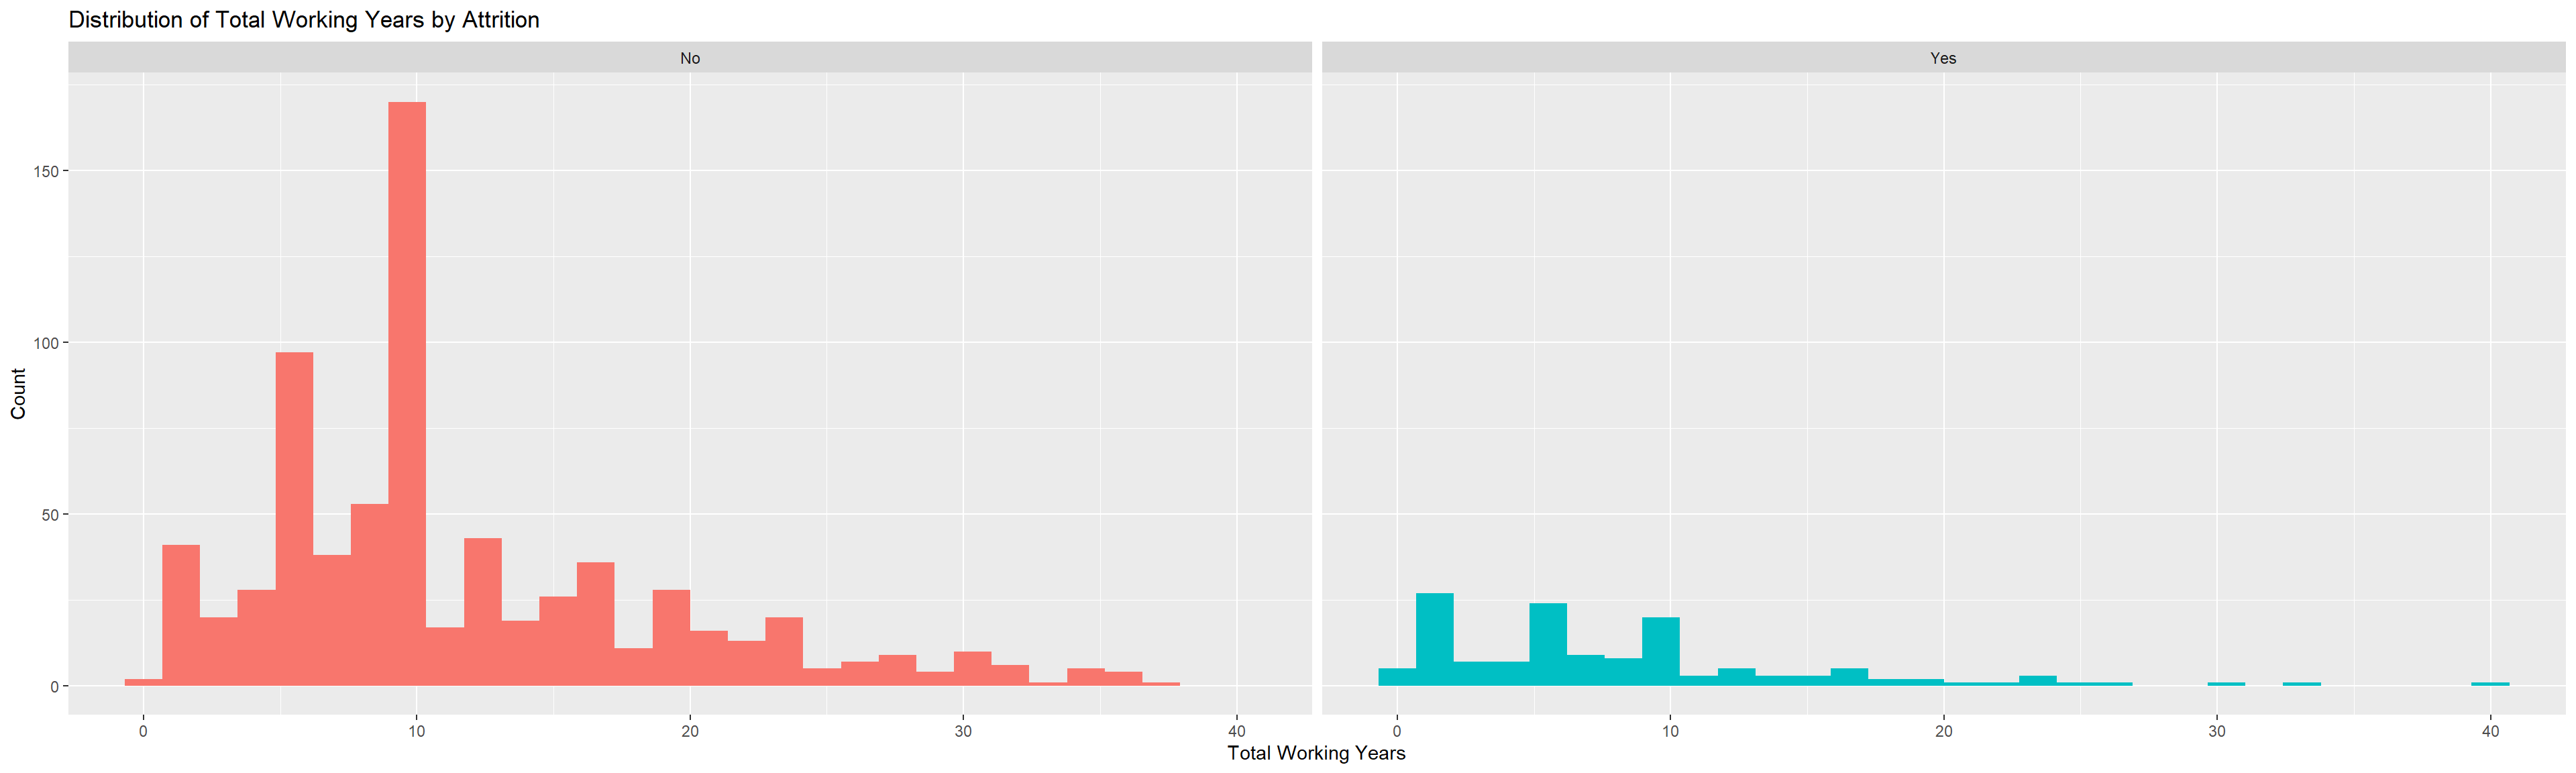 Distribution of Total Working Years by Attrition
No
Yes
150
100
50
0
Count
0 10 20 30 40
0 10 20 30 40
Total Working Years